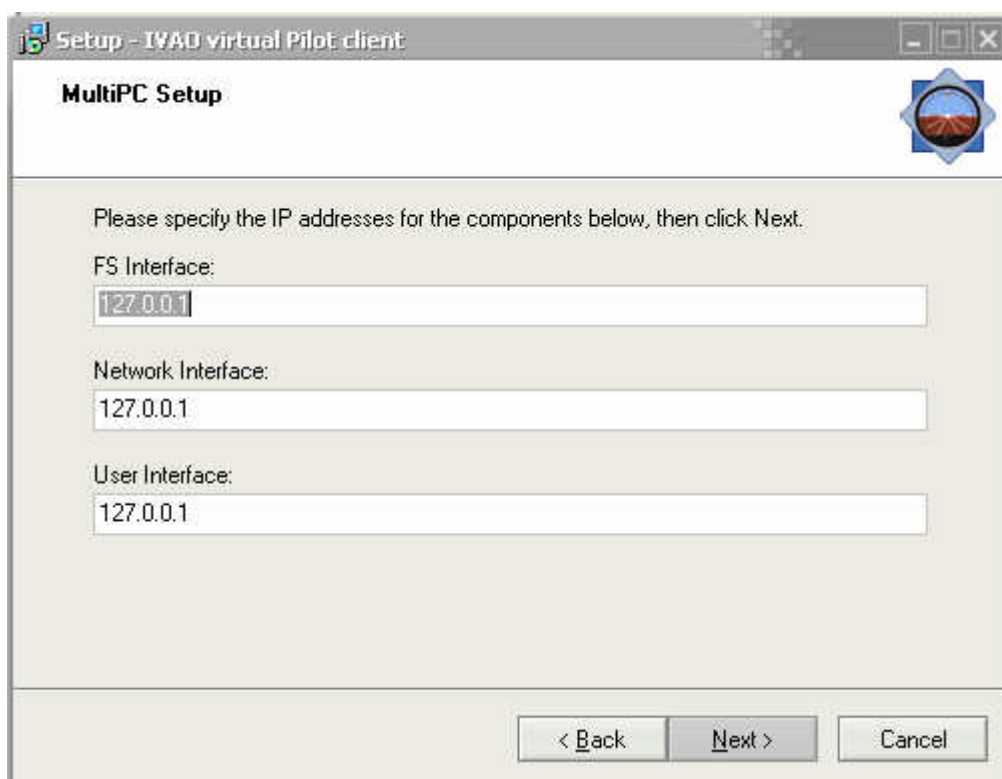 Setup - IVAO virtual Pilot client
MultiPC Setup
Please specify the IP addresses for the components below, then click Next.
FS Interface:
127.0.0.1
Network Interface:
127.0.0.1
User Interface:
127.0.0.1
< Back Next > Cancel